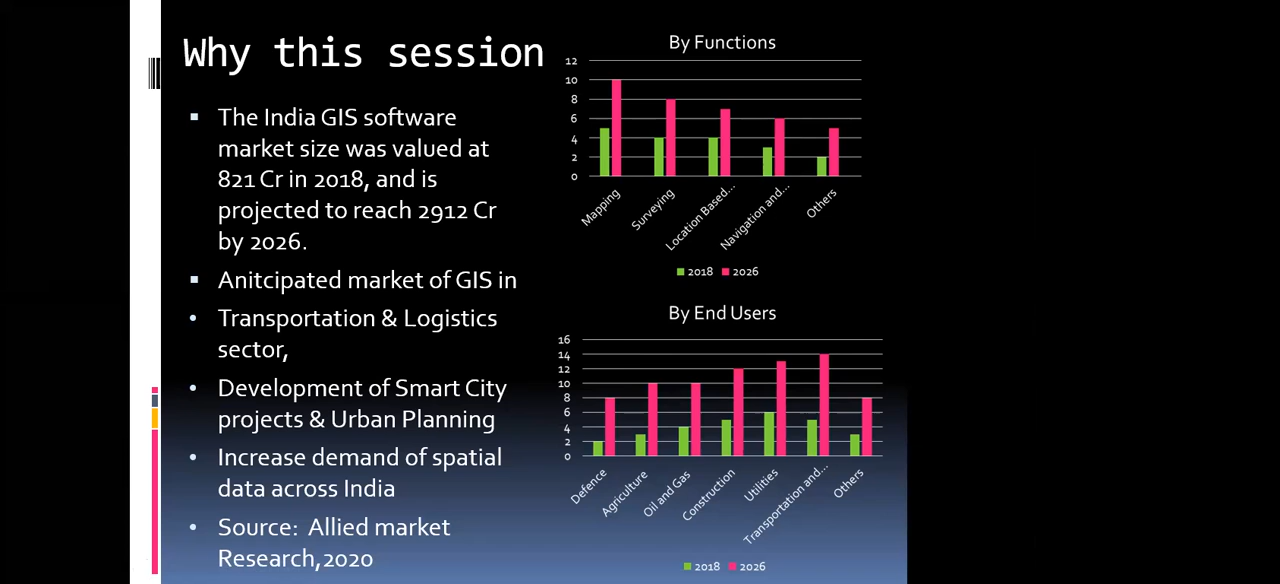 Why this session
▪ The India GIS software
market size was valued at
821 Cr in 2018, and is
projected to reach 2912 Cr
by 2026.
▪ Anitcipated market of GIS in
• Transportation & Logistics
sector,
• Development of Smart City
projects & Urban Planning
• Increase demand of spatial
data across India
• Source: Allied market
Research,2020
By Functions
12
10
8
6
4
2
0
Mapping
Surveying
Location Based...
Navigation and...
Others
2018 2026
By End Users
16
14
12
10
8
6
4
2
0
Defence
Agriculture
Oil and Gas
Construction
Utilities
Transportation and...
Others
2018 2026